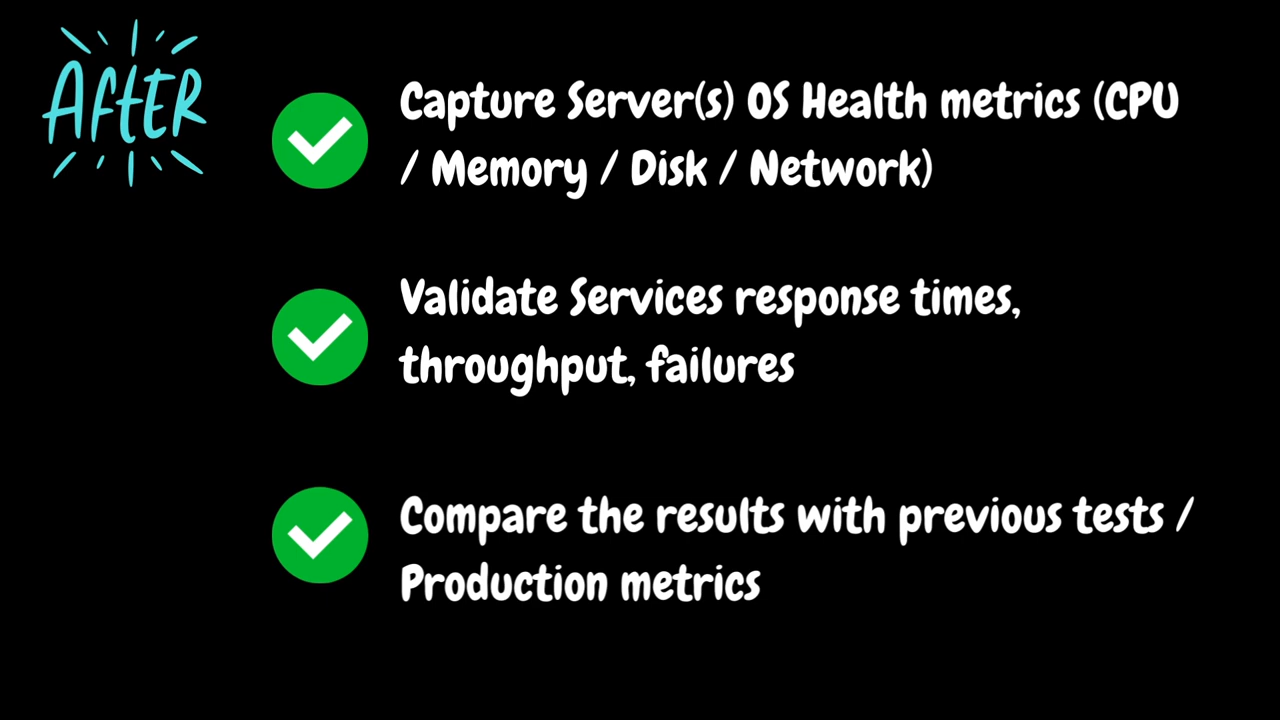 AFTER
Capture Server(s) OS Health metrics (CPU
/ Memory / Disk / Network)
Validate Services response times,
throughput, failures
Compare the results with previous tests /
Production metrics